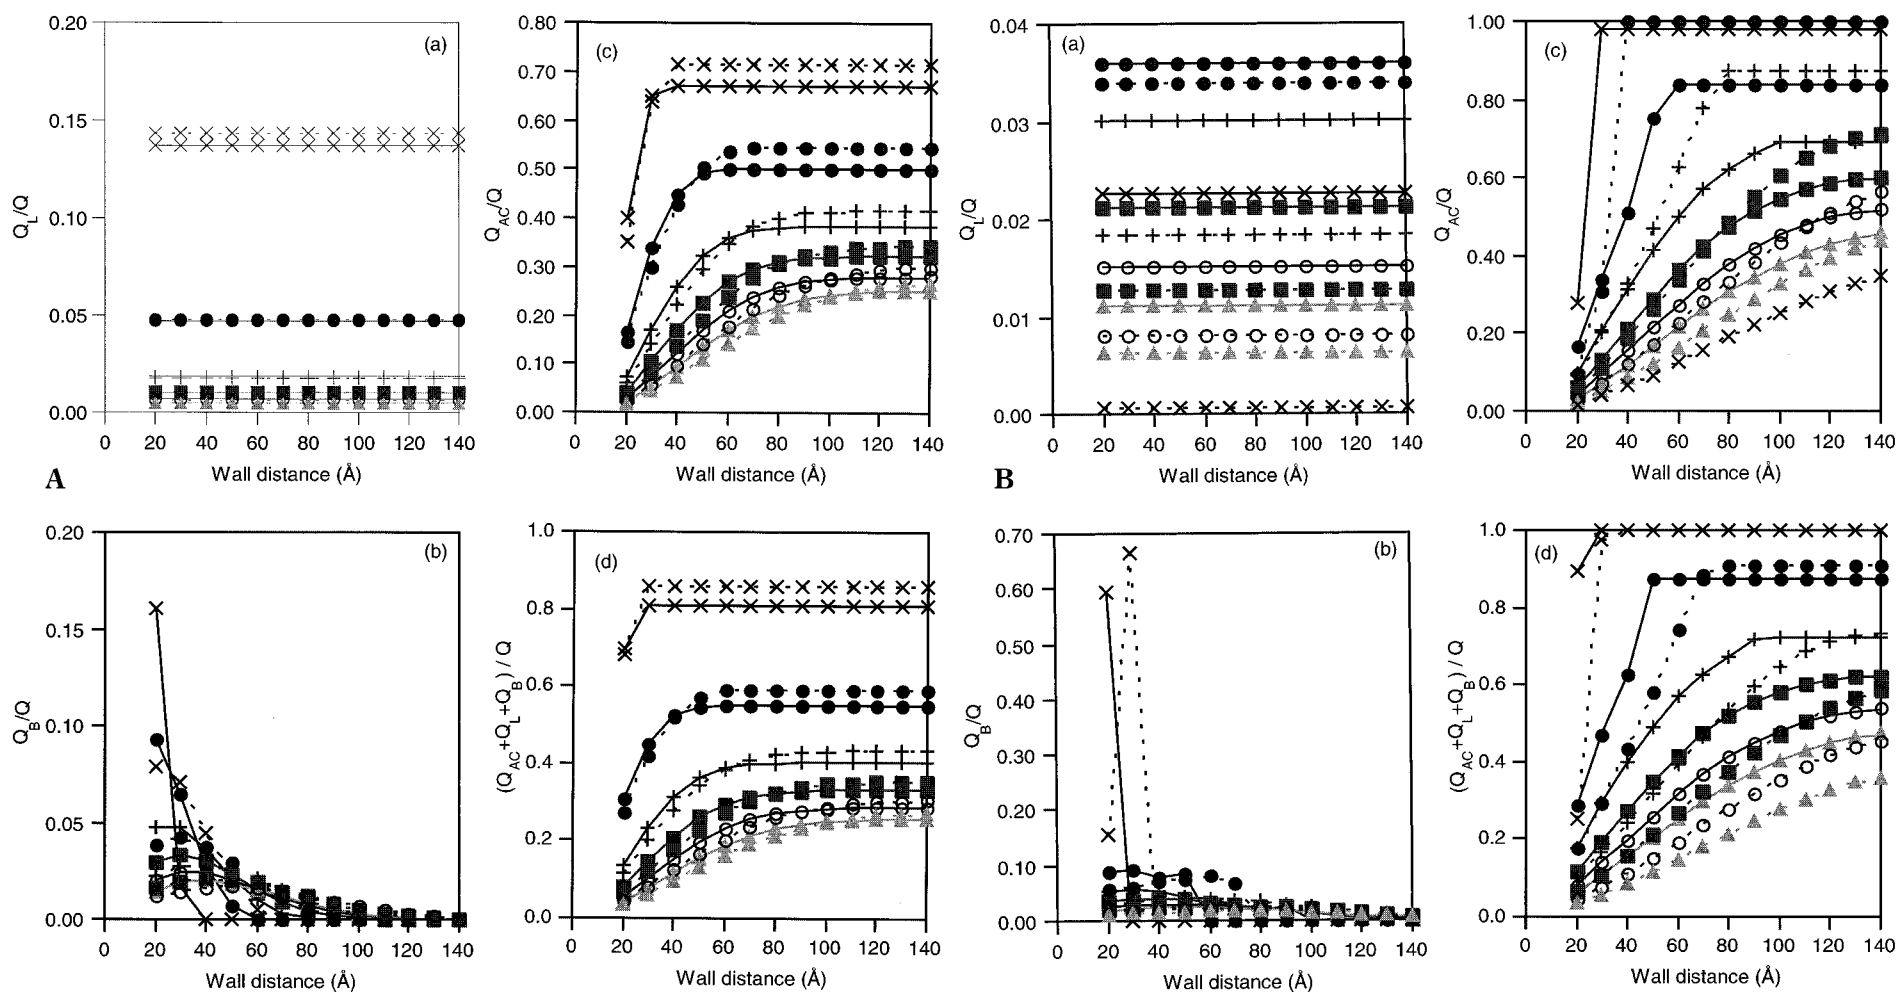 0.20
0.15
0.10
0.05
0.00
Q_L/Q
(a)
0 20 40 60 80 100 120 140
Wall distance (Å)
A
0.80
0.70
0.60
0.50
0.40
0.30
0.20
0.10
0.00
Q_AC/Q
(c)
0 20 40 60 80 100 120 140
Wall distance (Å)
0.04
0.03
0.02
0.01
0.00
Q_L/Q
(a)
0 20 40 60 80 100 120 140
Wall distance (Å)
B
1.00
0.80
0.60
0.40
0.20
0.00
Q_AC/Q
(c)
0 20 40 60 80 100 120 140
Wall distance (Å)
0.20
0.15
0.10
0.05
0.00
Q_B/Q
(b)
0 20 40 60 80 100 120 140
Wall distance (Å)
1.0
0.8
0.6
0.4
0.2
0.0
(Q_AC+Q_L+Q_B) / Q
(d)
0 20 40 60 80 100 120 140
Wall distance (Å)
0.70
0.60
0.50
0.40
0.30
0.20
0.10
0.00
Q_B/Q
(b)
0 20 40 60 80 100 120 140
Wall distance (Å)
1.0
0.8
0.6
0.4
0.2
0.0
(Q_AC+Q_L+Q_B) / Q
(d)
0 20 40 60 80 100 120 140
Wall distance (Å)